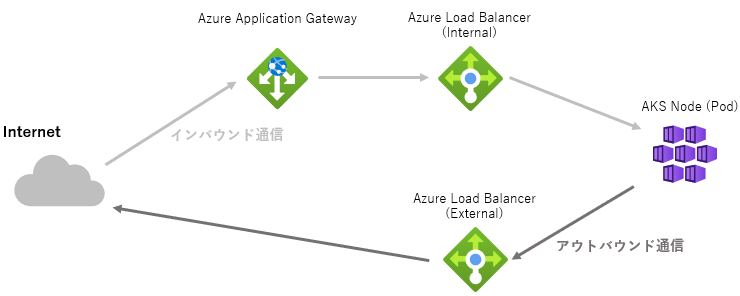 Azure Application Gateway
Azure Load Balancer
(Internal)
AKS Node (Pod)
Internet
インバウンド通信
Azure Load Balancer
(External)
アウトバウンド通信